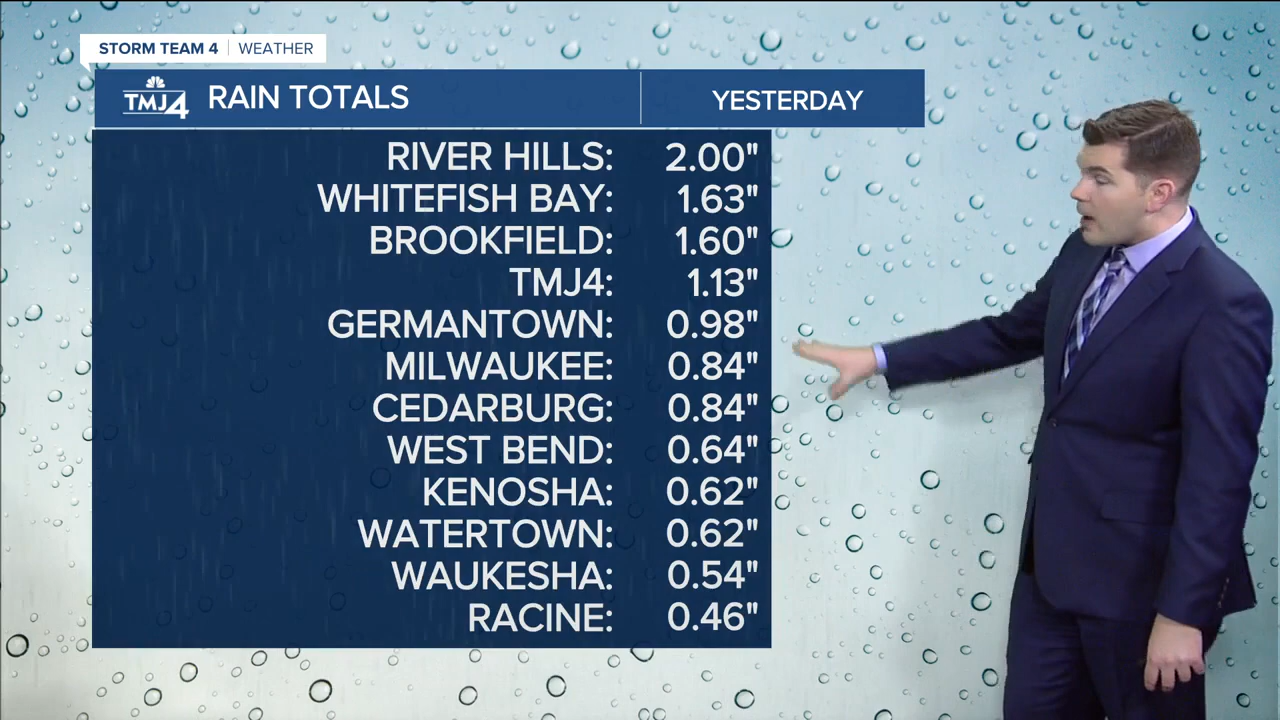 STORM TEAM 4 | WEATHER
TMJ4 RAIN TOTALS YESTERDAY
RIVER HILLS: 2.00"
WHITEFISH BAY: 1.63"
BROOKFIELD: 1.60"
TMJ4: 1.13"
GERMANTOWN: 0.98"
MILWAUKEE: 0.84"
CEDARBURG: 0.84"
WEST BEND: 0.64"
KENOSHA: 0.62"
WATERTOWN: 0.62"
WAUKESHA: 0.54"
RACINE: 0.46"